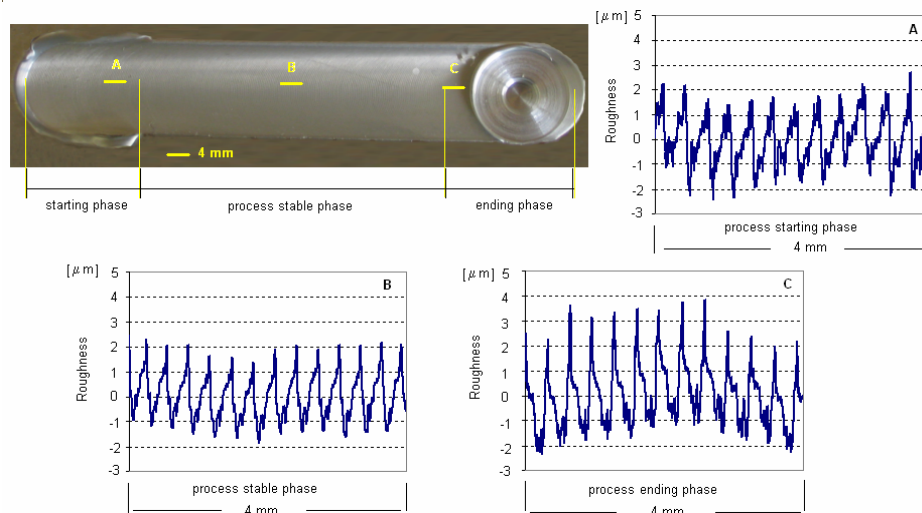 A
B
C
4 mm
starting phase
process stable phase
ending phase
[μm]
5
A
4
3
2
1
0
-1
-2
-3
Roughness
process starting phase
4 mm
[μm]
5
B
4
3
2
1
0
-1
-2
-3
Roughness
process stable phase
4 mm
[μm]
5
C
4
3
2
1
0
-1
-2
-3
Roughness
process ending phase
4 mm